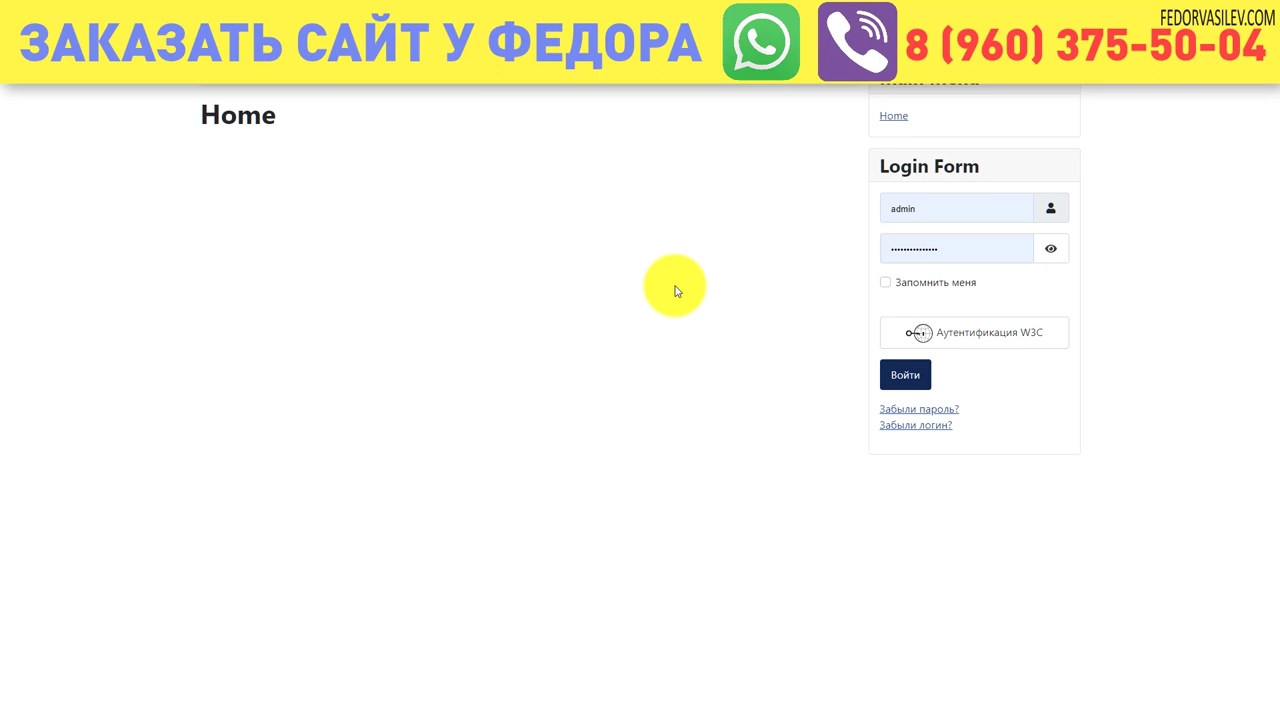 FEDORVASILEV.COM
ЗАКАЗАТЬ САЙТ У ФЕДОРА
8 (960) 375-50-04
Home
Home
Login Form
admin
Запомнить меня
Аутентификация W3C
Войти
Забыли пароль?
Забыли логин?